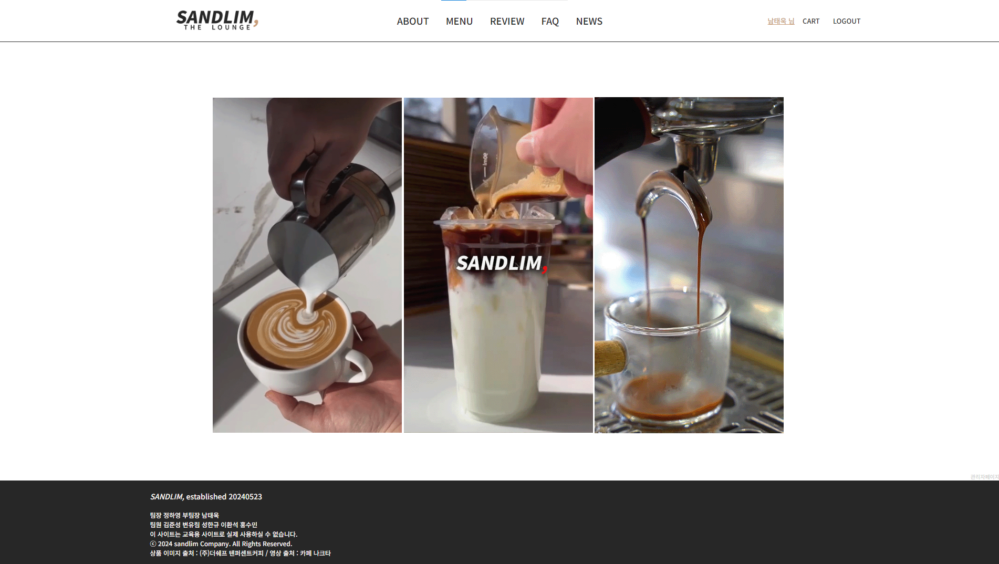 SANDLIM,
THE LOUNGE
ABOUT MENU REVIEW FAQ NEWS
남태욱 님 CART LOGOUT
SANDLIM,
관리자페이지
SANDLIM, established 20240523
팀장 정하영 부팀장 남태욱
팀원 김준성 변유림 성한규 이환석 홍수민
이 사이트는 교육용 사이트로 실제 사용하실 수 없습니다.
ⓒ 2024 sandlim Company. All Rights Reserved.
상품 이미지 출처 : (주)더쉐프 텐퍼센트커피 / 영상 출처 : 카페 나크타